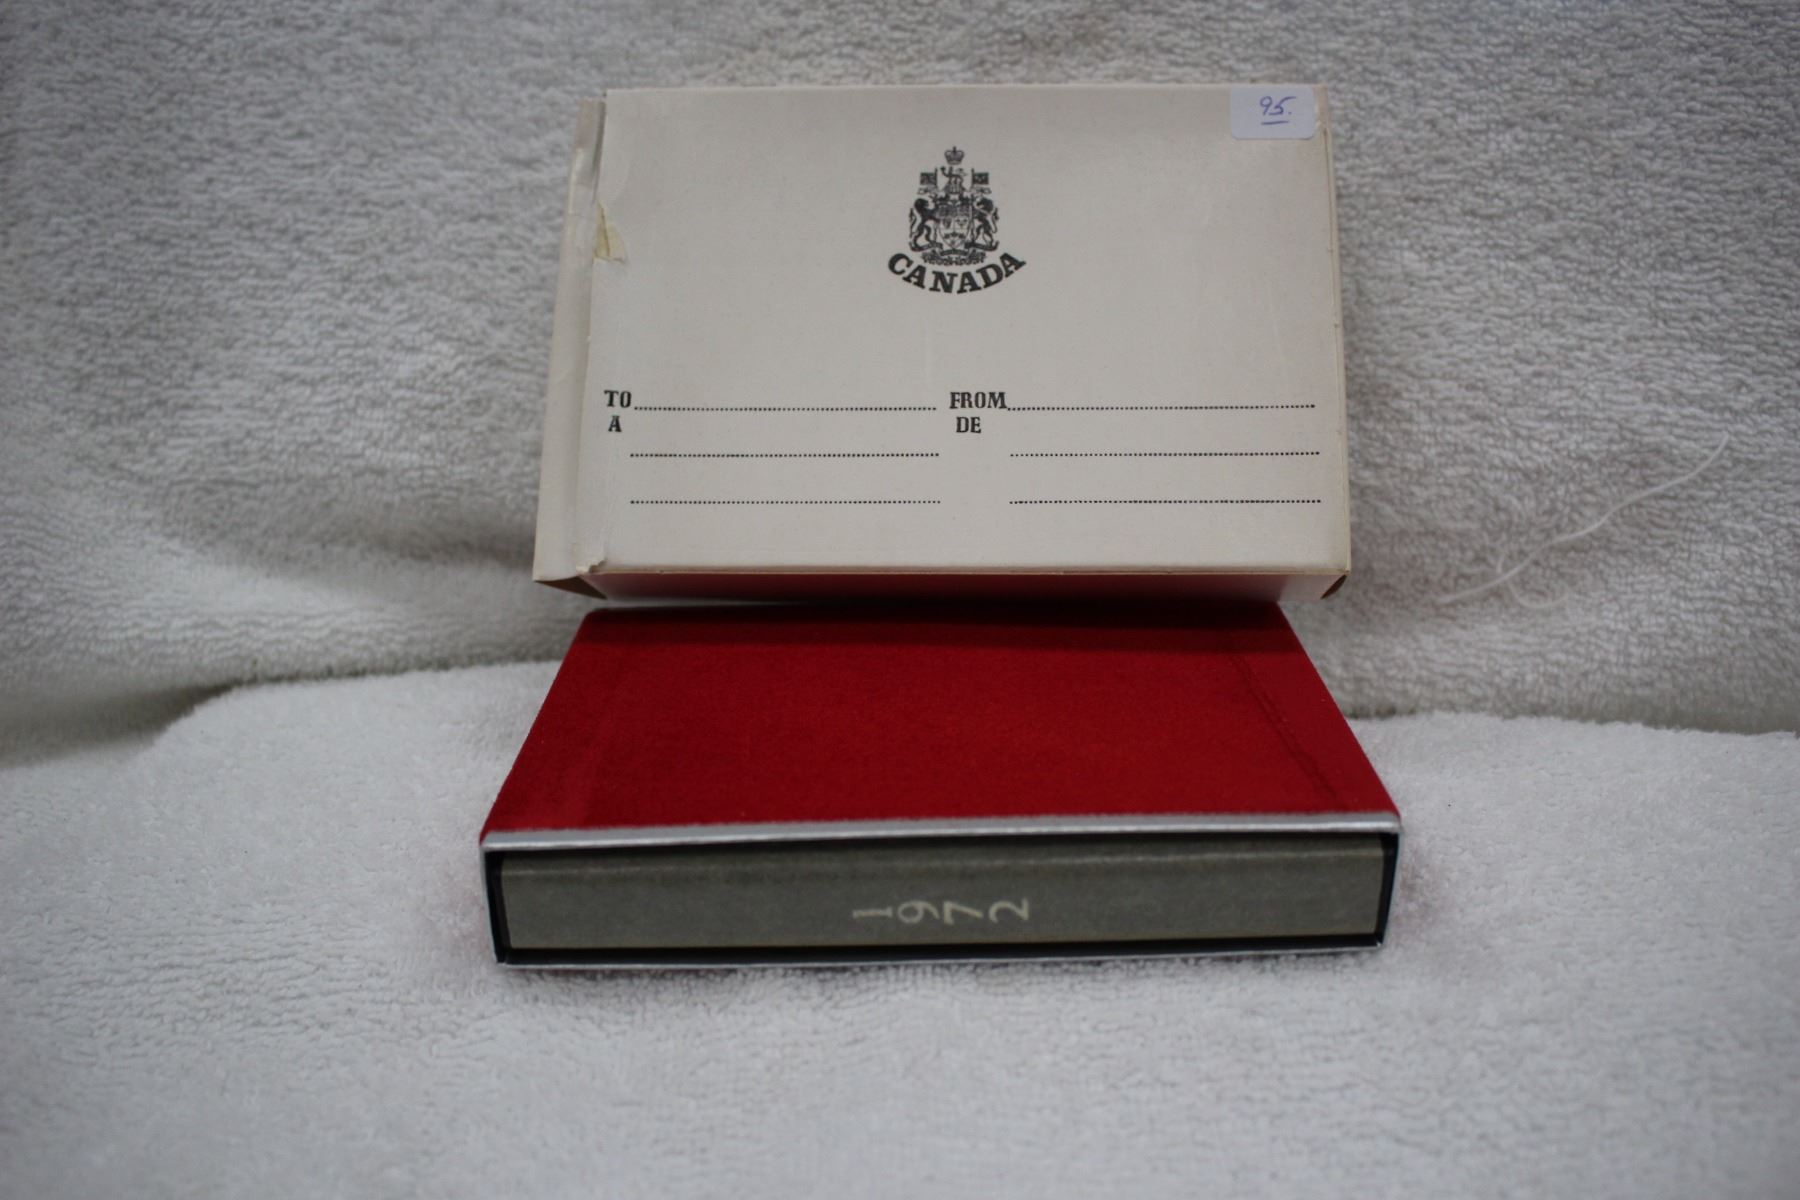 95.
CANADA
TO FROM
A DE
1972